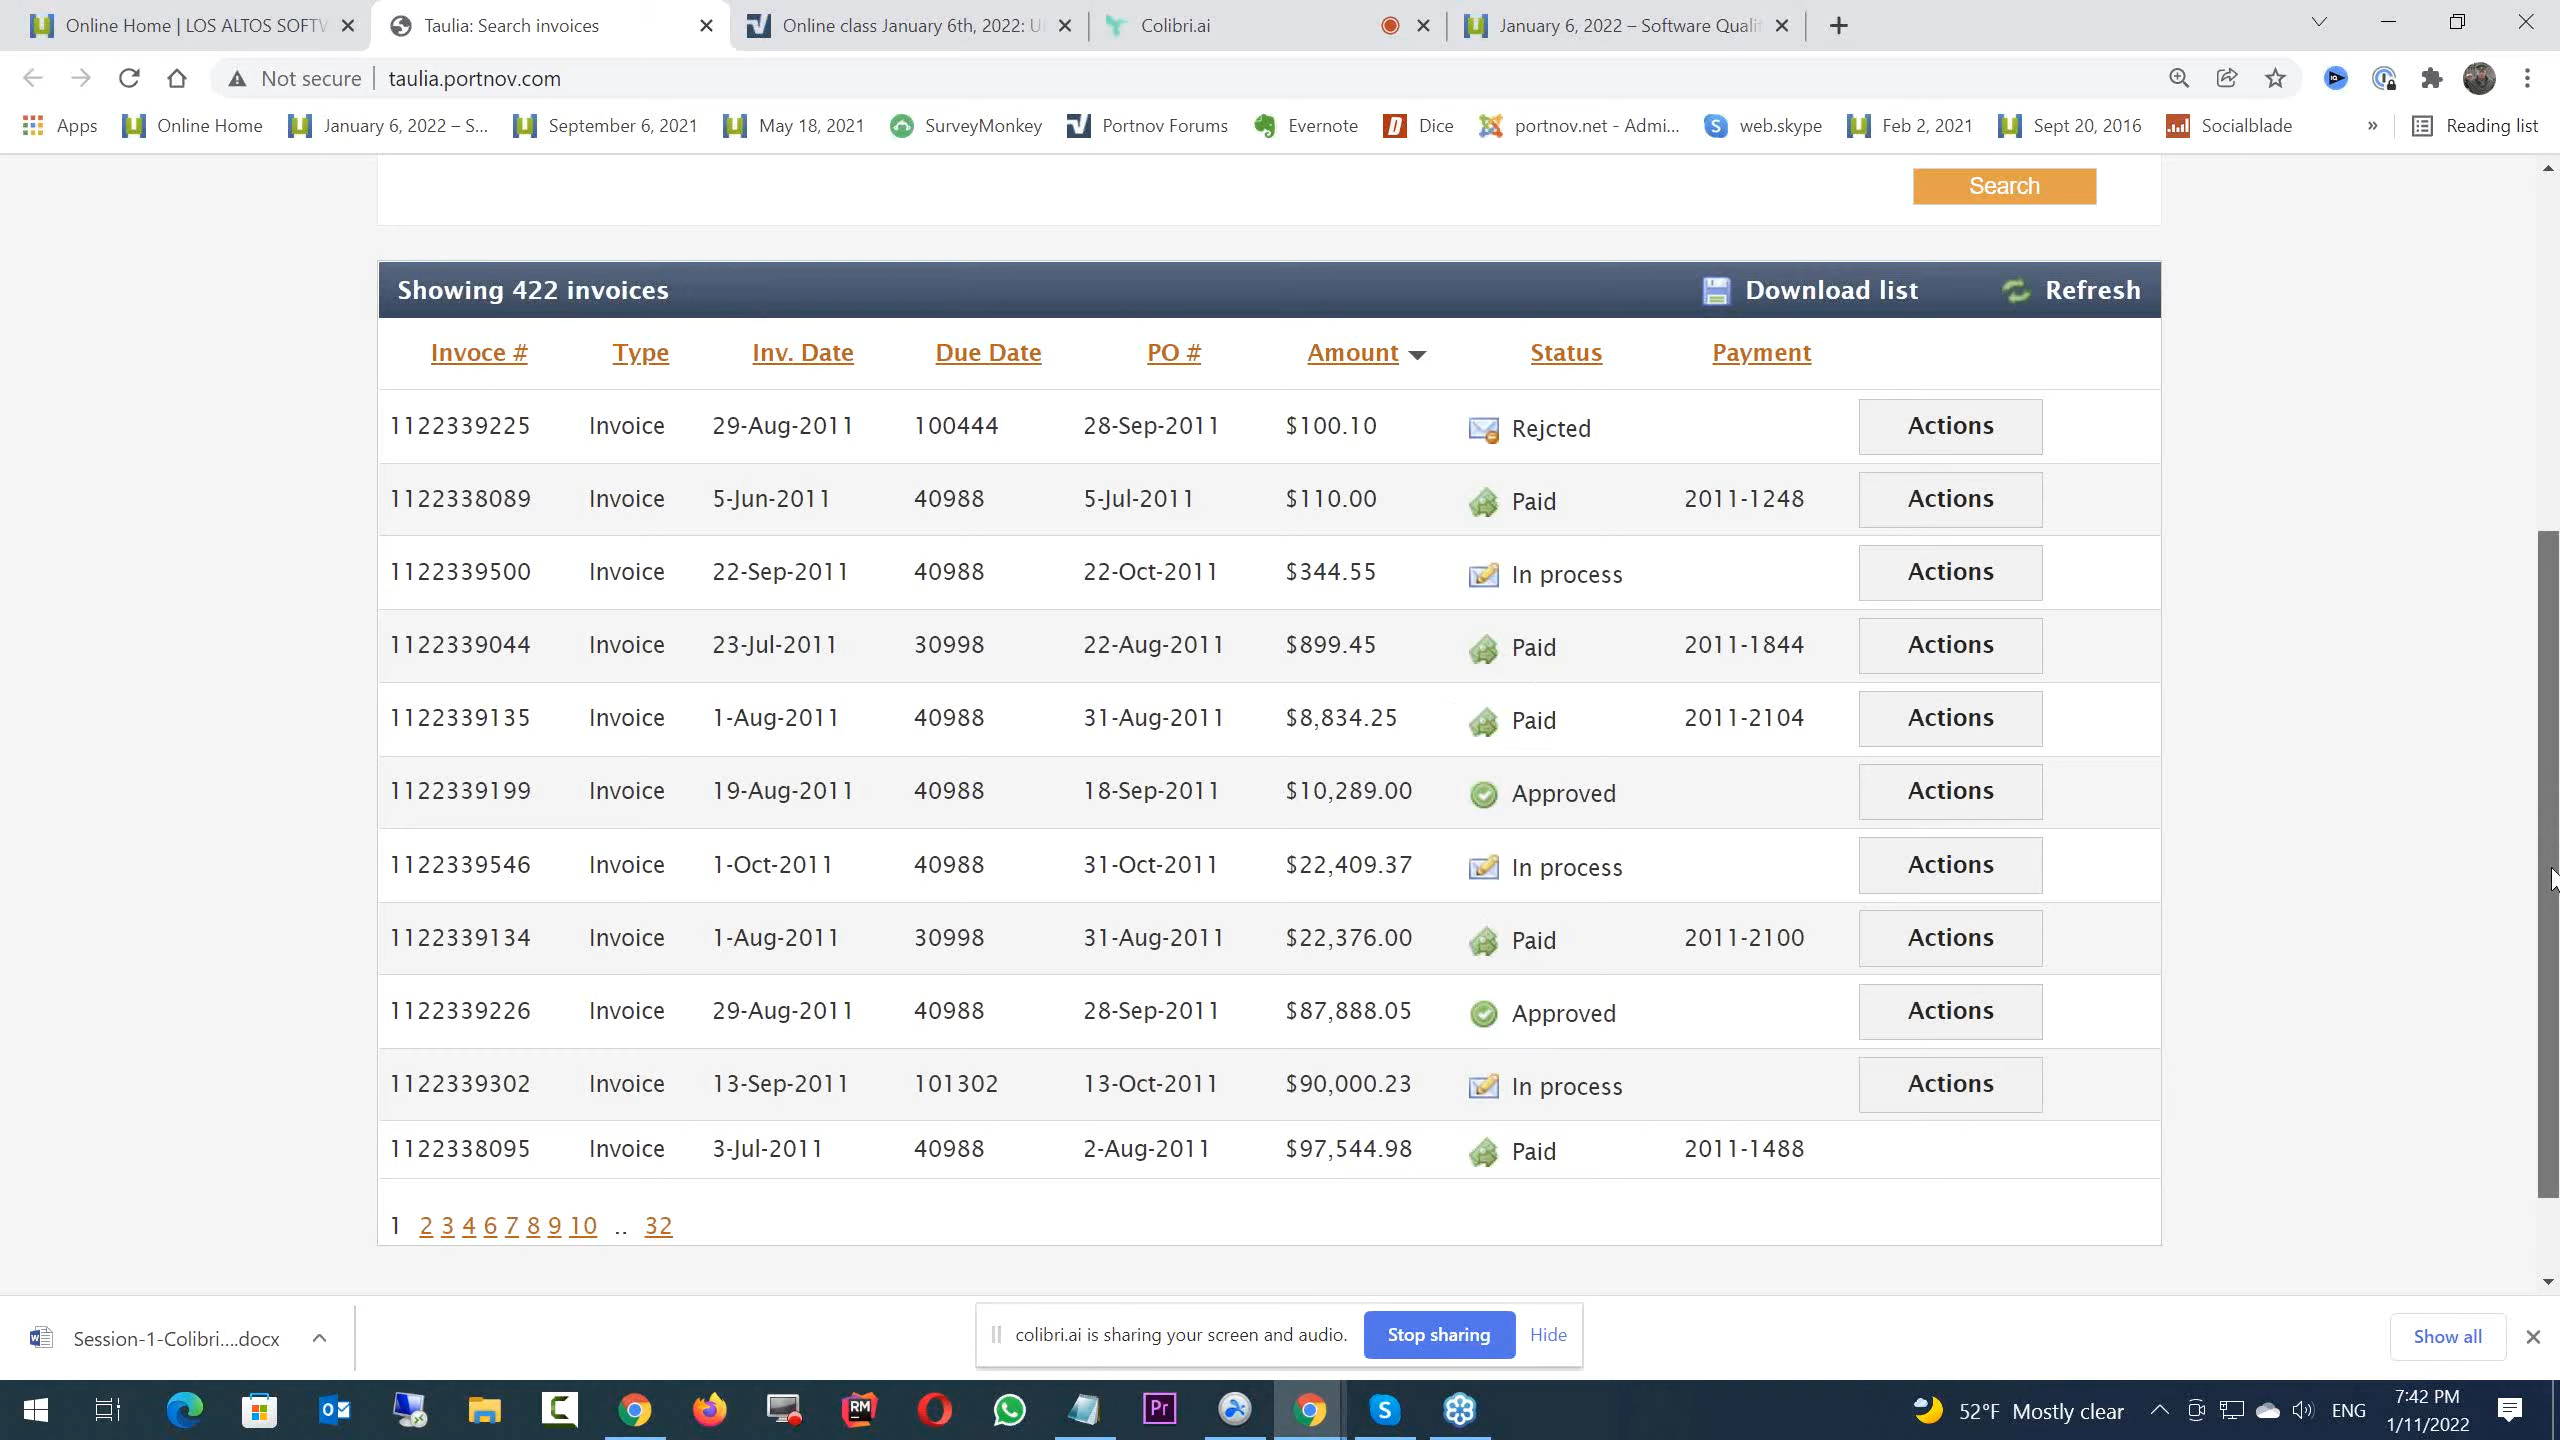 Online Home | LOS ALTOS SOFTV
Taulia: Search invoices
Online class January 6th, 2022: U
Colibri.ai
January 6, 2022 – Software Quali
Not secure
taulia.portnov.com
Apps
Online Home
January 6, 2022 – S...
September 6, 2021
May 18, 2021
SurveyMonkey
Portnov Forums
Evernote
Dice
portnov.net - Admi...
web.skype
Feb 2, 2021
Sept 20, 2016
Socialblade
»
Reading list
Search
Showing 422 invoices
Download list
Refresh
Invoce # Type Inv. Date Due Date PO # Amount Status Payment
1122339225 Invoice 29-Aug-2011 100444 28-Sep-2011 $100.10 Rejcted Actions
1122338089 Invoice 5-Jun-2011 40988 5-Jul-2011 $110.00 Paid 2011-1248 Actions
1122339500 Invoice 22-Sep-2011 40988 22-Oct-2011 $344.55 In process Actions
1122339044 Invoice 23-Jul-2011 30998 22-Aug-2011 $899.45 Paid 2011-1844 Actions
1122339135 Invoice 1-Aug-2011 40988 31-Aug-2011 $8,834.25 Paid 2011-2104 Actions
1122339199 Invoice 19-Aug-2011 40988 18-Sep-2011 $10,289.00 Approved Actions
1122339546 Invoice 1-Oct-2011 40988 31-Oct-2011 $22,409.37 In process Actions
1122339134 Invoice 1-Aug-2011 30998 31-Aug-2011 $22,376.00 Paid 2011-2100 Actions
1122339226 Invoice 29-Aug-2011 40988 28-Sep-2011 $87,888.05 Approved Actions
1122339302 Invoice 13-Sep-2011 101302 13-Oct-2011 $90,000.23 In process Actions
1122338095 Invoice 3-Jul-2011 40988 2-Aug-2011 $97,544.98 Paid 2011-1488
1 2 3 4 6 7 8 9 10 .. 32
Session-1-Colibri....docx
colibri.ai is sharing your screen and audio.
Stop sharing
Hide
Show all
RM
Pr
52°F Mostly clear
ENG
7:42 PM
1/11/2022